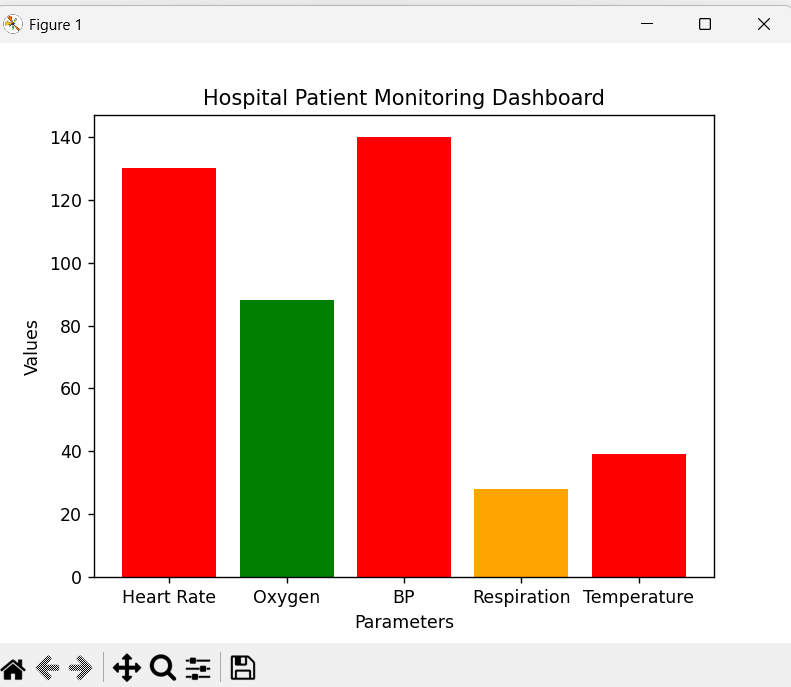 Figure 1
Hospital Patient Monitoring Dashboard
140
120
100
80
60
40
20
0
Values
Heart Rate Oxygen BP Respiration Temperature
Parameters